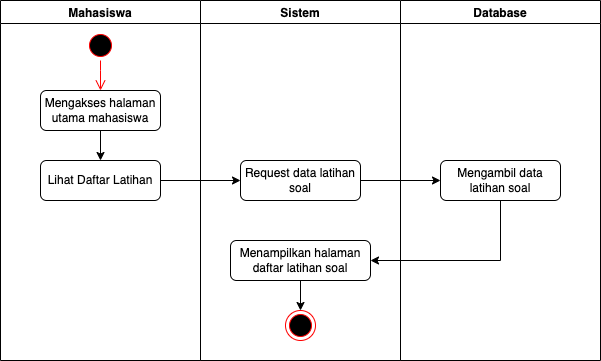 Mahasiswa
Sistem
Database
Mengakses halaman
utama mahasiswa
Lihat Daftar Latihan
Request data latihan
soal
Mengambil data
latihan soal
Menampilkan halaman
daftar latihan soal